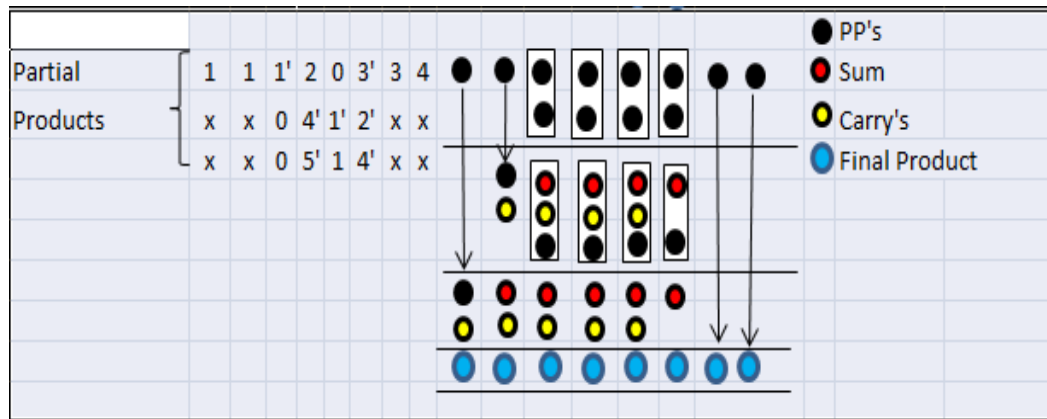 PP's
Partial 1 1 1' 2 0 3' 3 4 Sum
Products x x 0 4' 1' 2' x x Carry's
x x 0 5' 1 4' x x Final Product